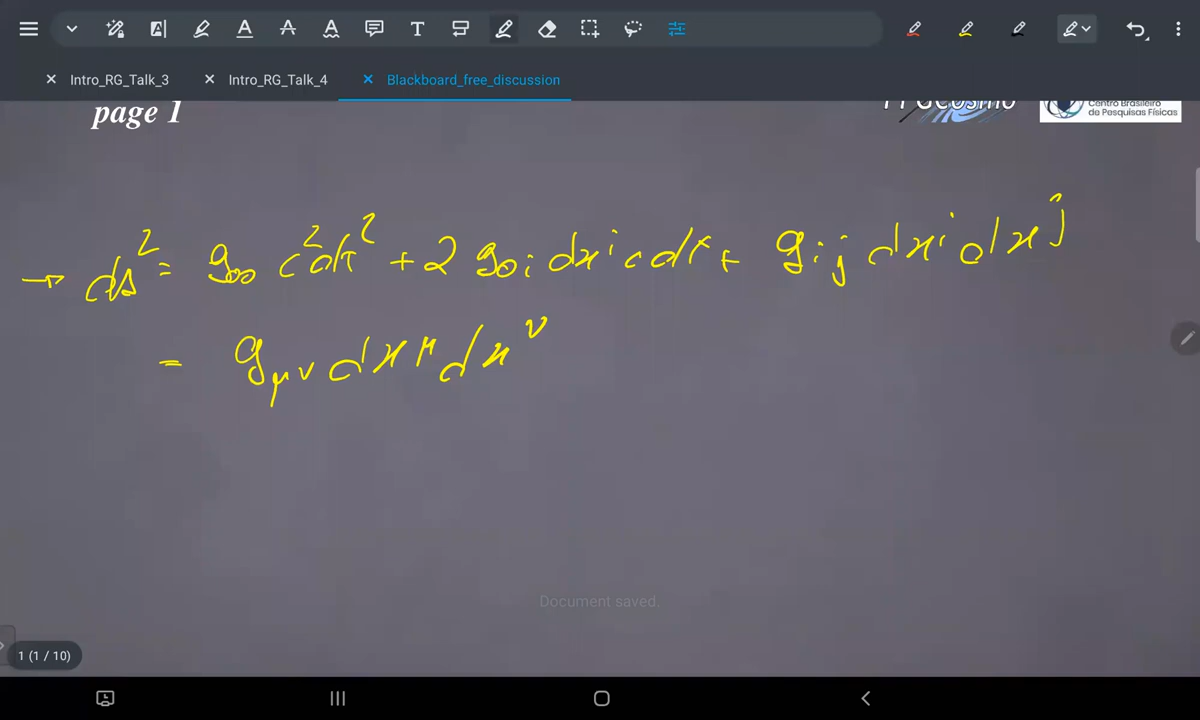 Intro_RG_Talk_3
Intro_RG_Talk_4
Blackboard_free_discussion
page 1
Centro Brasileiro
de Pesquisas Físicas
→ ds² = g₀₀ c²dt² + 2 g₀ᵢ dxⁱ c dt + gᵢⱼ dxⁱ dxʲ
= g_μν dx^μ dx^ν
Document saved.
1 (1 / 10)